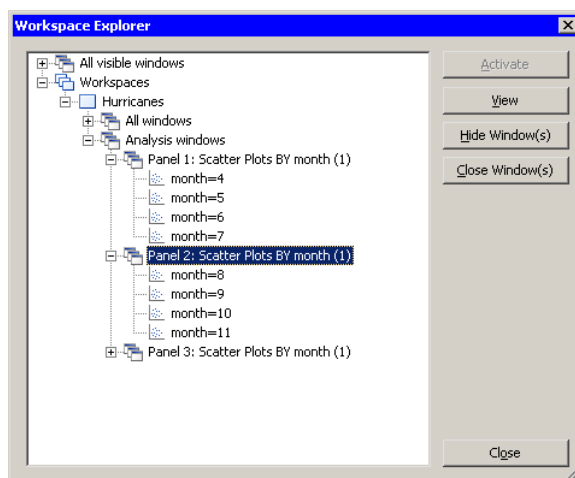 Workspace Explorer
All visible windows
Workspaces
Hurricanes
All windows
Analysis windows
Panel 1: Scatter Plots BY month (1)
month=4
month=5
month=6
month=7
Panel 2: Scatter Plots BY month (1)
month=8
month=9
month=10
month=11
Panel 3: Scatter Plots BY month (1)
Activate
View
Hide Window(s)
Close Window(s)
Close